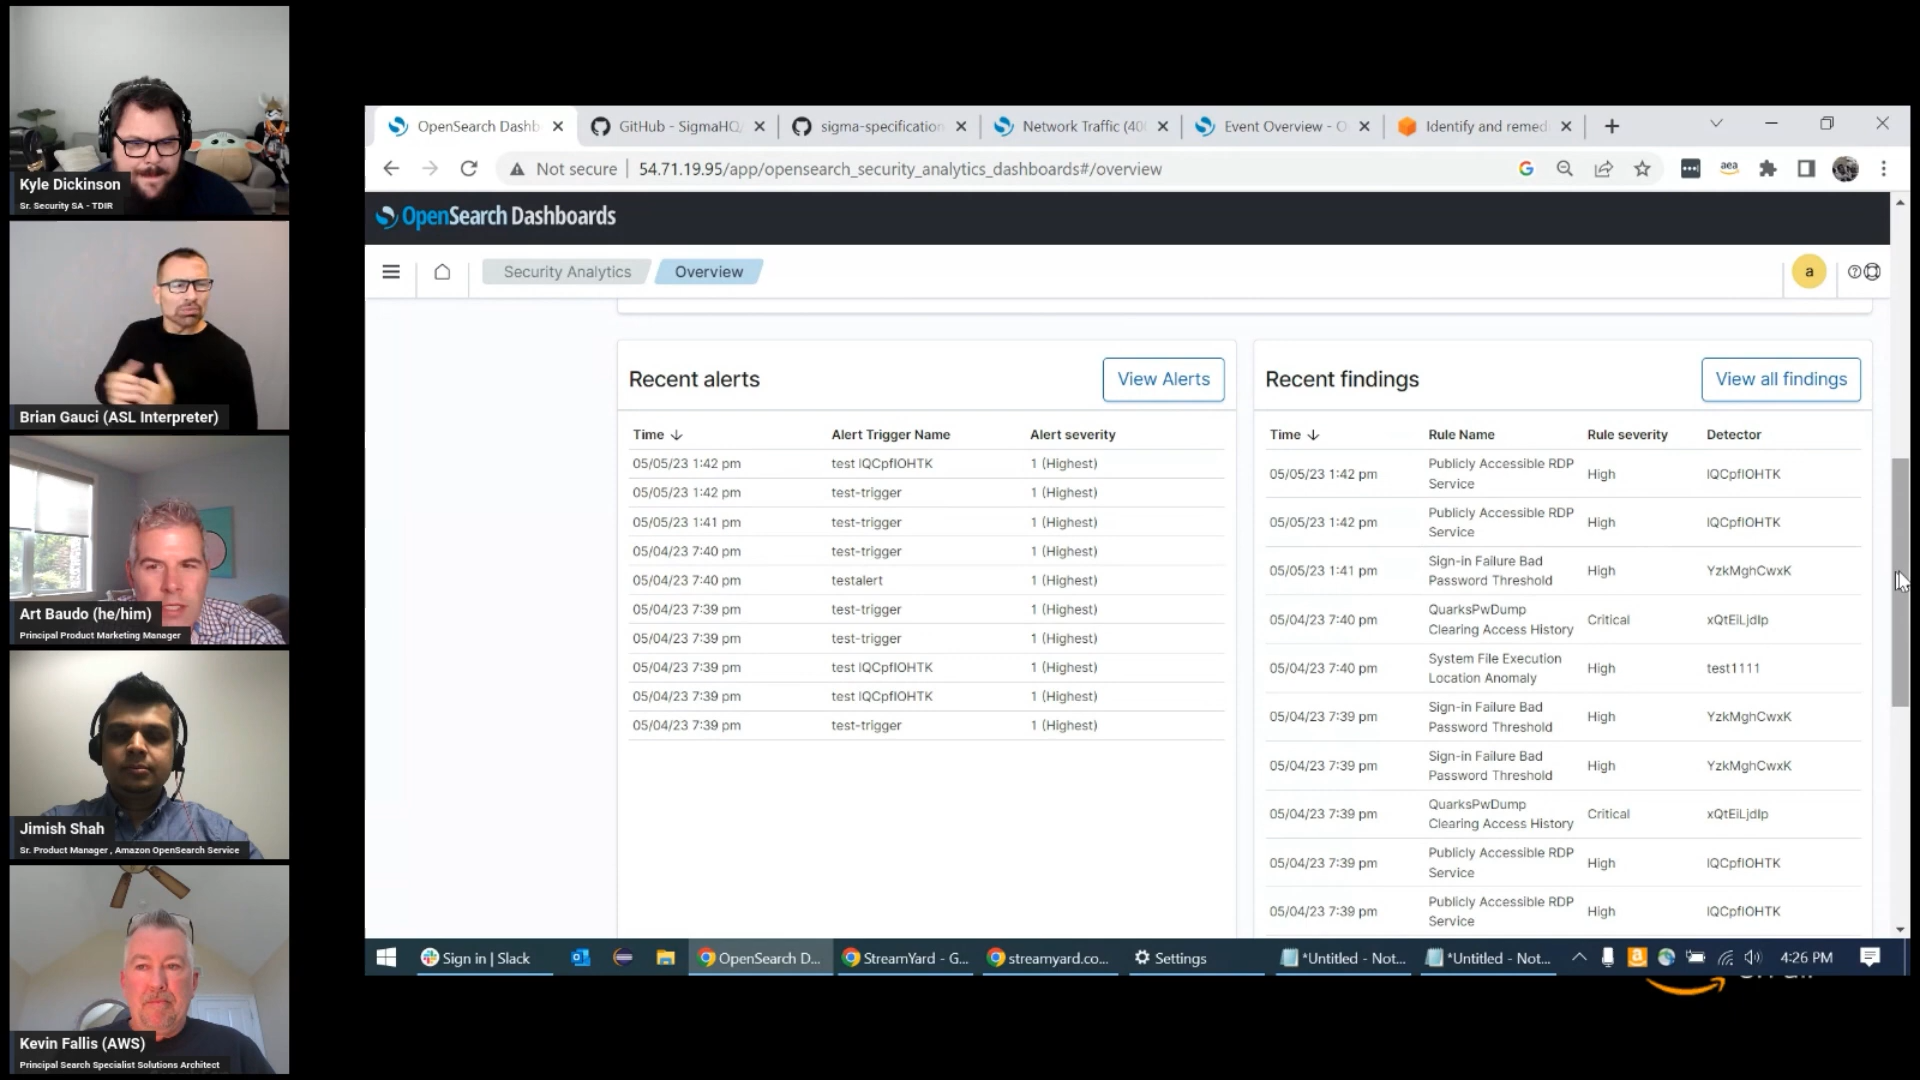 Kyle Dickinson
Sr. Security SA - TDIR
Brian Gauci (ASL Interpreter)
Art Baudo (he/him)
Principal Product Marketing Manager
Jimish Shah
Sr. Product Manager , Amazon OpenSearch Service
Kevin Fallis (AWS)
Principal Search Specialist Solutions Architect
OpenSearch Dashb
GitHub - SigmaHQ/
sigma-specification
Network Traffic (40
Event Overview - O
Identify and remed
Not secure
54.71.19.95/app/opensearch_security_analytics_dashboards#/overview
aea
OpenSearch Dashboards
Security Analytics
Overview
a
Recent alerts
View Alerts
Time Alert Trigger Name Alert severity
05/05/23 1:42 pm test IQCpfIOHTK 1 (Highest)
05/05/23 1:42 pm test-trigger 1 (Highest)
05/05/23 1:41 pm test-trigger 1 (Highest)
05/04/23 7:40 pm test-trigger 1 (Highest)
05/04/23 7:40 pm testalert 1 (Highest)
05/04/23 7:39 pm test-trigger 1 (Highest)
05/04/23 7:39 pm test-trigger 1 (Highest)
05/04/23 7:39 pm test IQCpfIOHTK 1 (Highest)
05/04/23 7:39 pm test IQCpfIOHTK 1 (Highest)
05/04/23 7:39 pm test-trigger 1 (Highest)
Recent findings
View all findings
Time Rule Name Rule severity Detector
05/05/23 1:42 pm Publicly Accessible RDP High IQCpfIOHTK
Service
05/05/23 1:42 pm Publicly Accessible RDP High IQCpfIOHTK
Service
05/05/23 1:41 pm Sign-in Failure Bad High YzkMghCwxK
Password Threshold
05/04/23 7:40 pm QuarksPwDump Critical xQtEiLjdIp
Clearing Access History
05/04/23 7:40 pm System File Execution High test1111
Location Anomaly
05/04/23 7:39 pm Sign-in Failure Bad High YzkMghCwxK
Password Threshold
05/04/23 7:39 pm Sign-in Failure Bad High YzkMghCwxK
Password Threshold
05/04/23 7:39 pm QuarksPwDump Critical xQtEiLjdIp
Clearing Access History
05/04/23 7:39 pm Publicly Accessible RDP High IQCpfIOHTK
Service
05/04/23 7:39 pm Publicly Accessible RDP High IQCpfIOHTK
Service
Sign in | Slack
OpenSearch D...
StreamYard - G...
streamyard.co...
Settings
*Untitled - Not...
*Untitled - Not...
4:26 PM